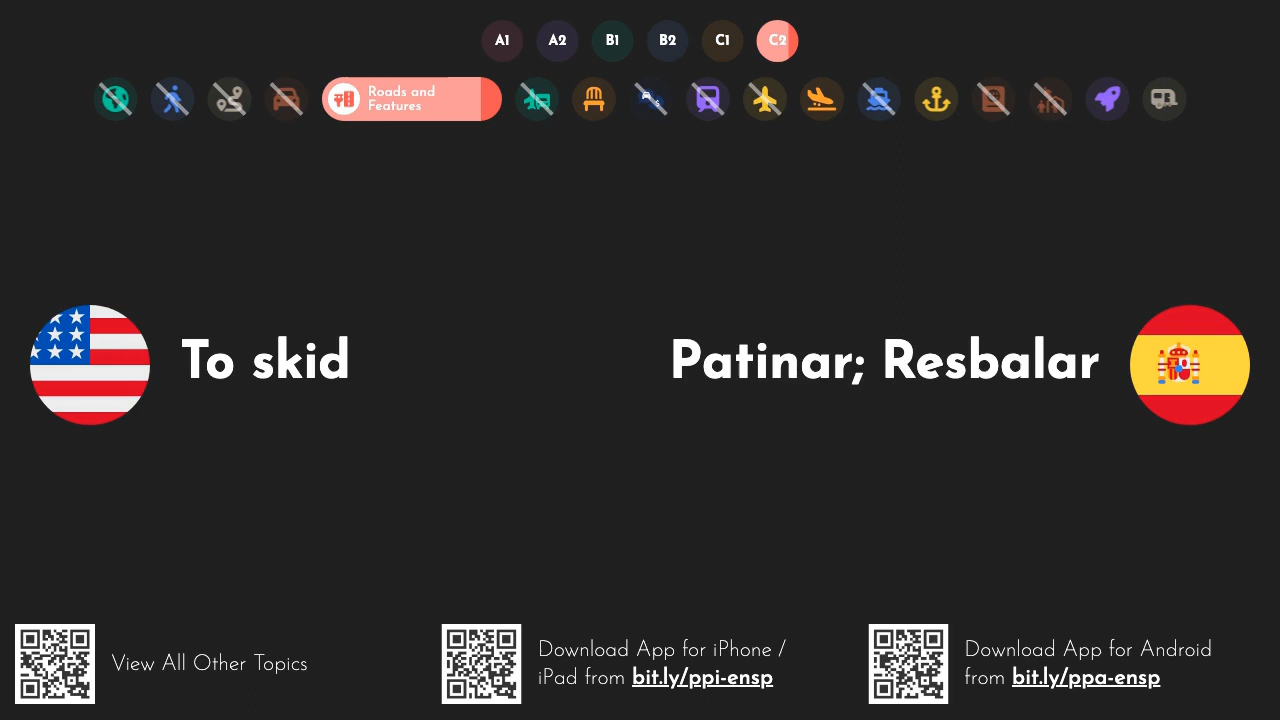 A1 A2 B1 B2 C1 C2
Roads and
Features
To skid
Patinar; Resbalar
View All Other Topics
Download App for iPhone /
iPad from bit.ly/ppi-ensp
Download App for Android
from bit.ly/ppa-ensp